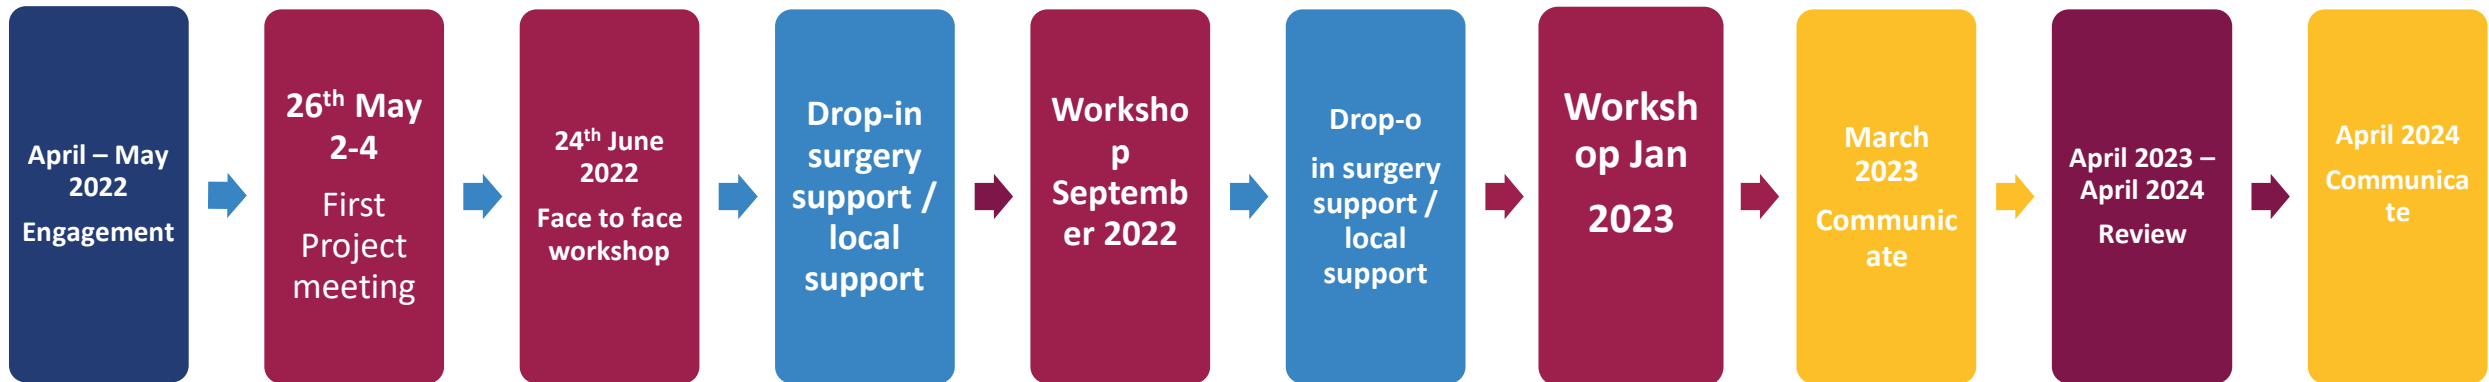 April – May
2022
Engagement
26th May
2-4
First
Project
meeting
24th June
2022
Face to face
workshop
Drop-in
surgery
support /
local
support
Worksho
p
Septemb
er 2022
Drop-o
in surgery
support /
local
support
Worksh
op Jan
2023
March
2023
Communic
ate
April 2023 –
April 2024
Review
April 2024
Communica
te